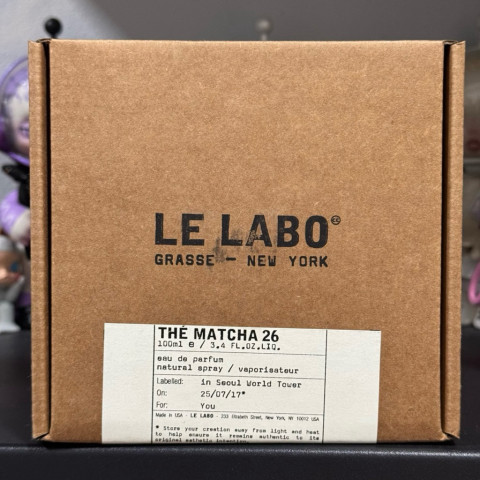 LE LABO
GRASSE - NEW YORK
THÉ MATCHA 26
100ml e / 3.4 FL.OZ.LIQ.
eau de parfum
natural spray / vaporisateur
Labelled: in Seoul World Tower
On: 25/07/17*
For: You
Made in USA - LE LABO - 233 Elizabeth Street, New York, NY 10012 USA
* Store your creation away from light and heat
to help ensure it remains authentic to its
original esthetic intention.